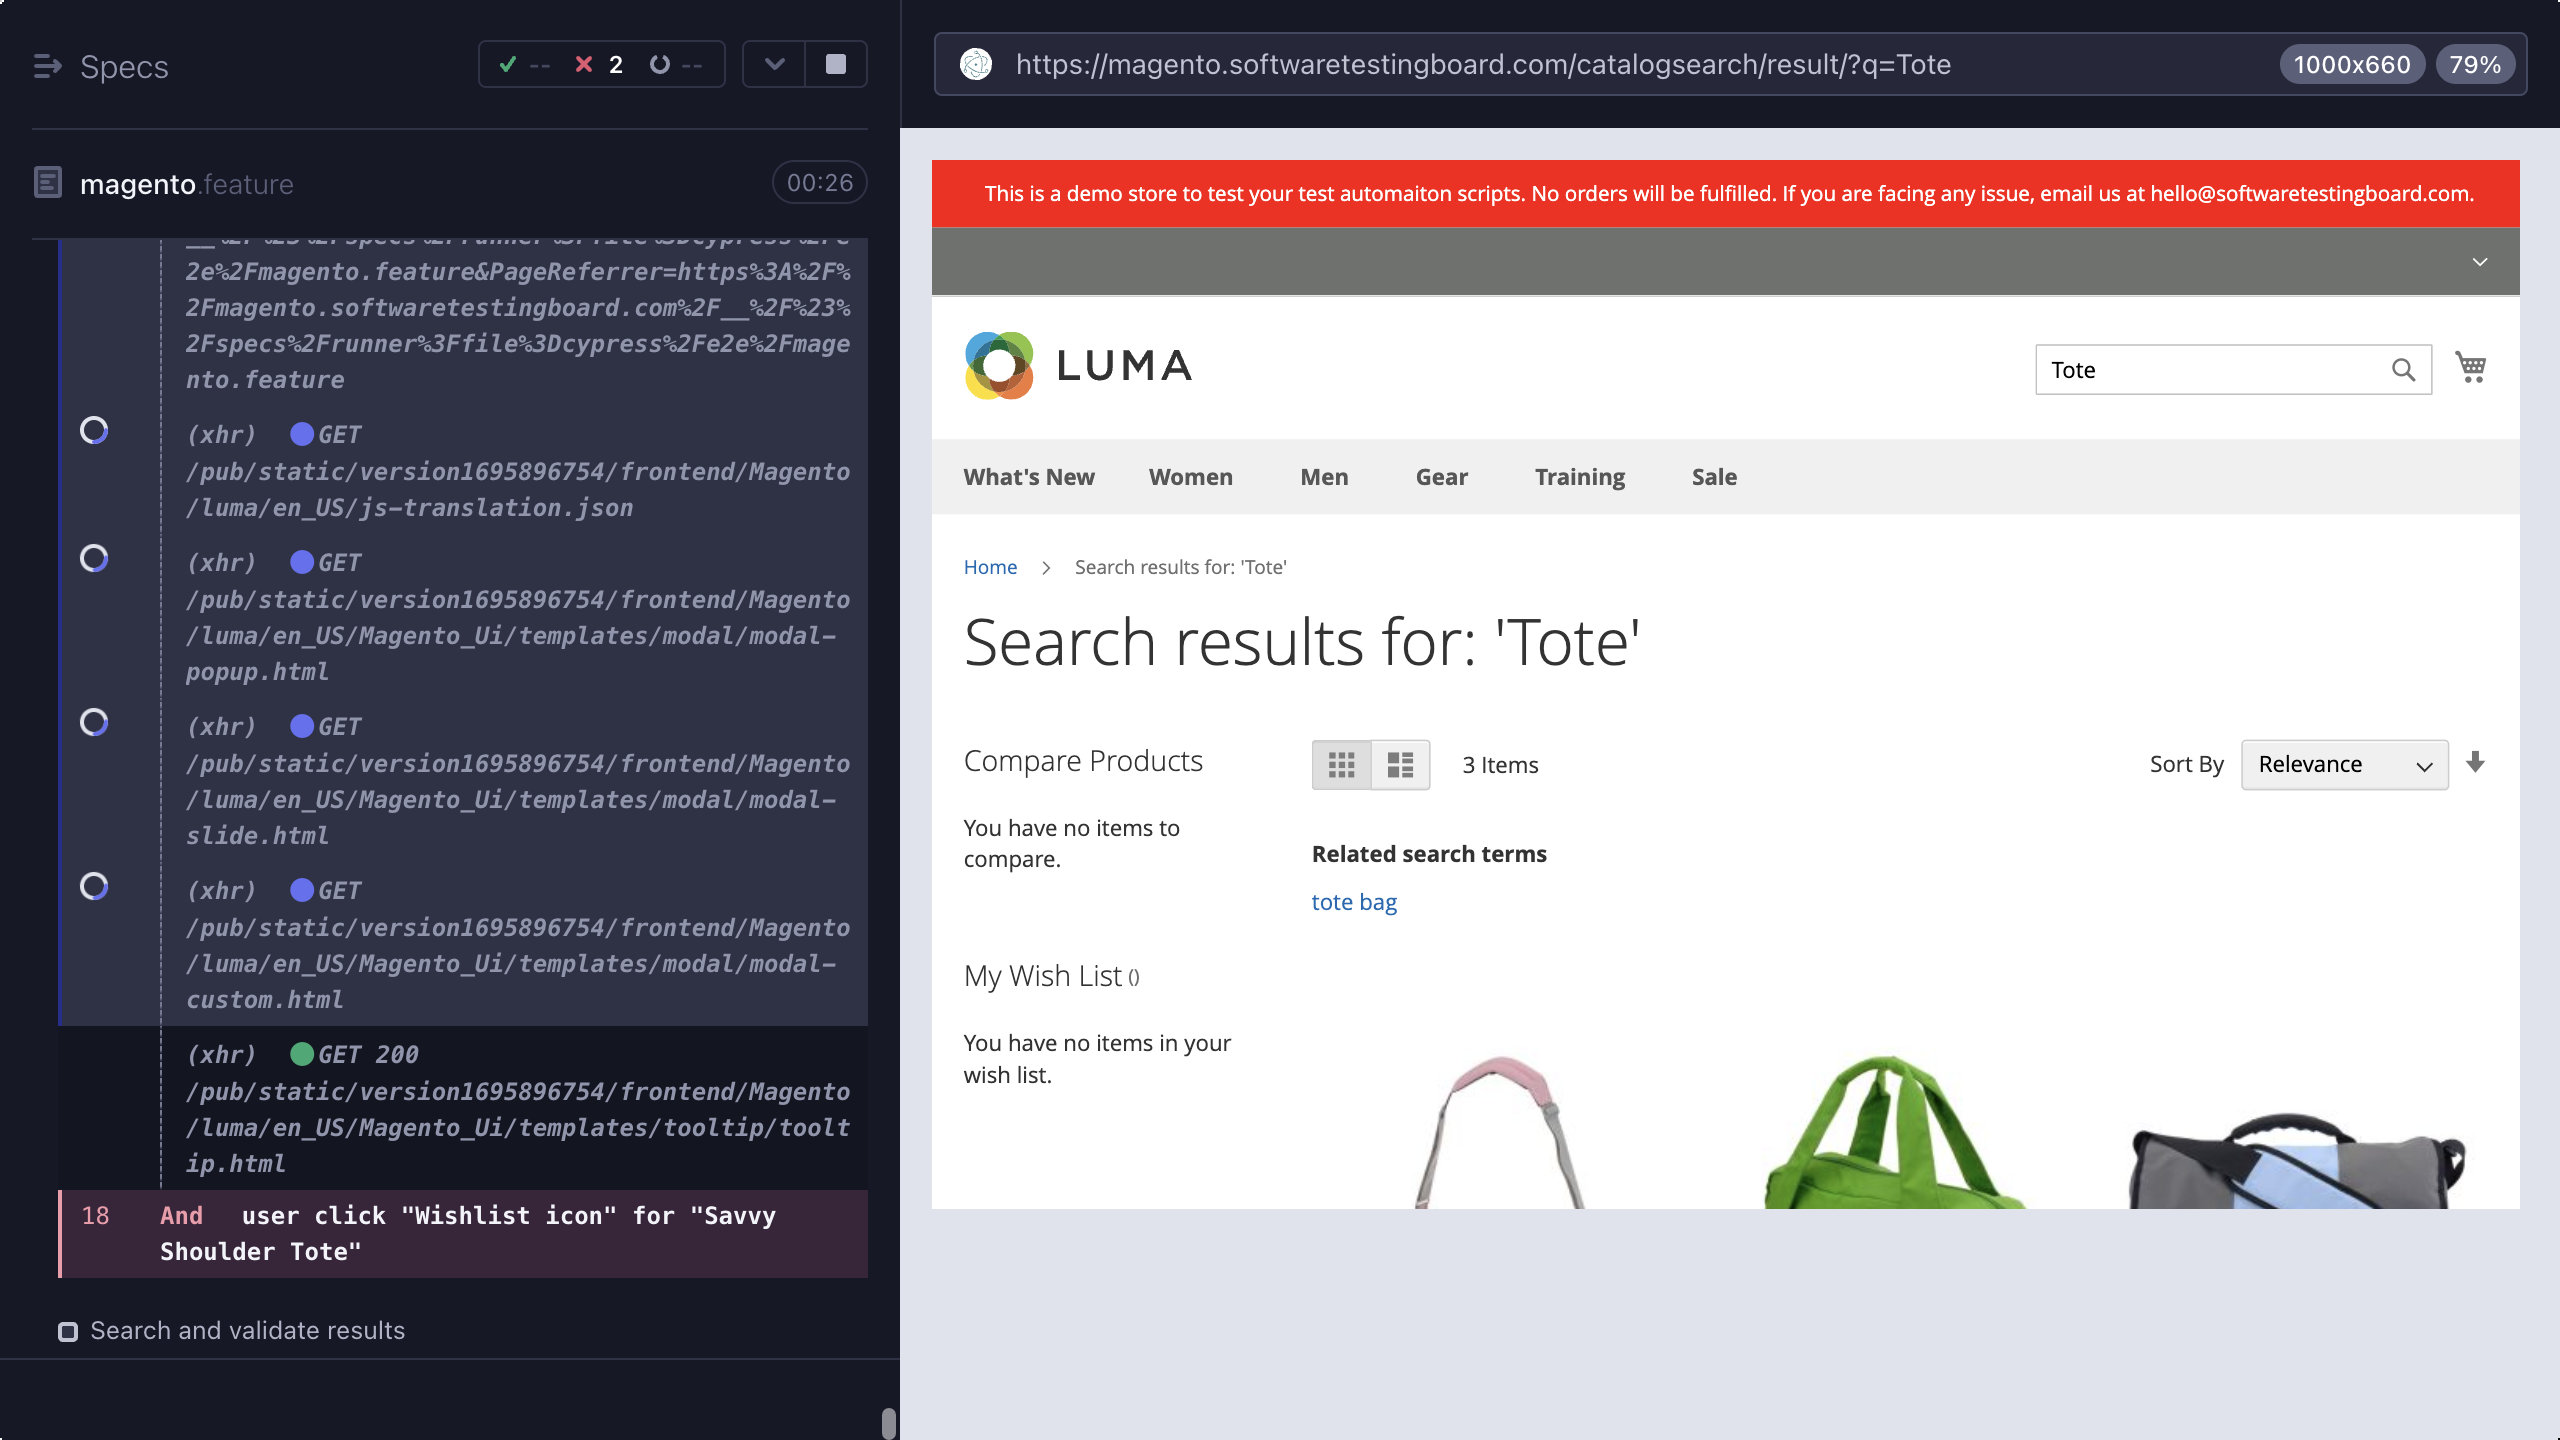 Specs
-- 2 --
magento.feature
00:26
2e%2Fmagento.feature&PageReferrer=https%3A%2F%
2Fmagento.softwaretestingboard.com%2F__%2F%23%
2Fspecs%2Frunner%3Ffile%3Dcypress%2Fe2e%2Fmage
nto.feature
(xhr) GET
/pub/static/version1695896754/frontend/Magento
/luma/en_US/js-translation.json
(xhr) GET
/pub/static/version1695896754/frontend/Magento
/luma/en_US/Magento_Ui/templates/modal/modal-
popup.html
(xhr) GET
/pub/static/version1695896754/frontend/Magento
/luma/en_US/Magento_Ui/templates/modal/modal-
slide.html
(xhr) GET
/pub/static/version1695896754/frontend/Magento
/luma/en_US/Magento_Ui/templates/modal/modal-
custom.html
(xhr) GET 200
/pub/static/version1695896754/frontend/Magento
/luma/en_US/Magento_Ui/templates/tooltip/toolt
ip.html
18 And user click "Wishlist icon" for "Savvy
Shoulder Tote"
Search and validate results
https://magento.softwaretestingboard.com/catalogsearch/result/?q=Tote
1000x660
79%
This is a demo store to test your test automaiton scripts. No orders will be fulfilled. If you are facing any issue, email us at hello@softwaretestingboard.com.
LUMA
Tote
What's New Women Men Gear Training Sale
Home > Search results for: 'Tote'
Search results for: 'Tote'
Compare Products
You have no items to
compare.
My Wish List ()
You have no items in your
wish list.
3 Items
Sort By Relevance
Related search terms
tote bag